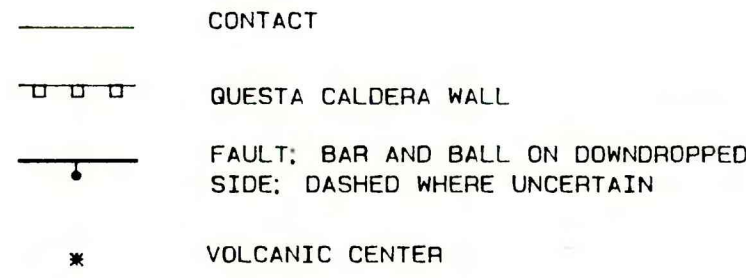 CONTACT
QUESTA CALDERA WALL
FAULT; BAR AND BALL ON DOWNDROPPED
SIDE; DASHED WHERE UNCERTAIN
VOLCANIC CENTER